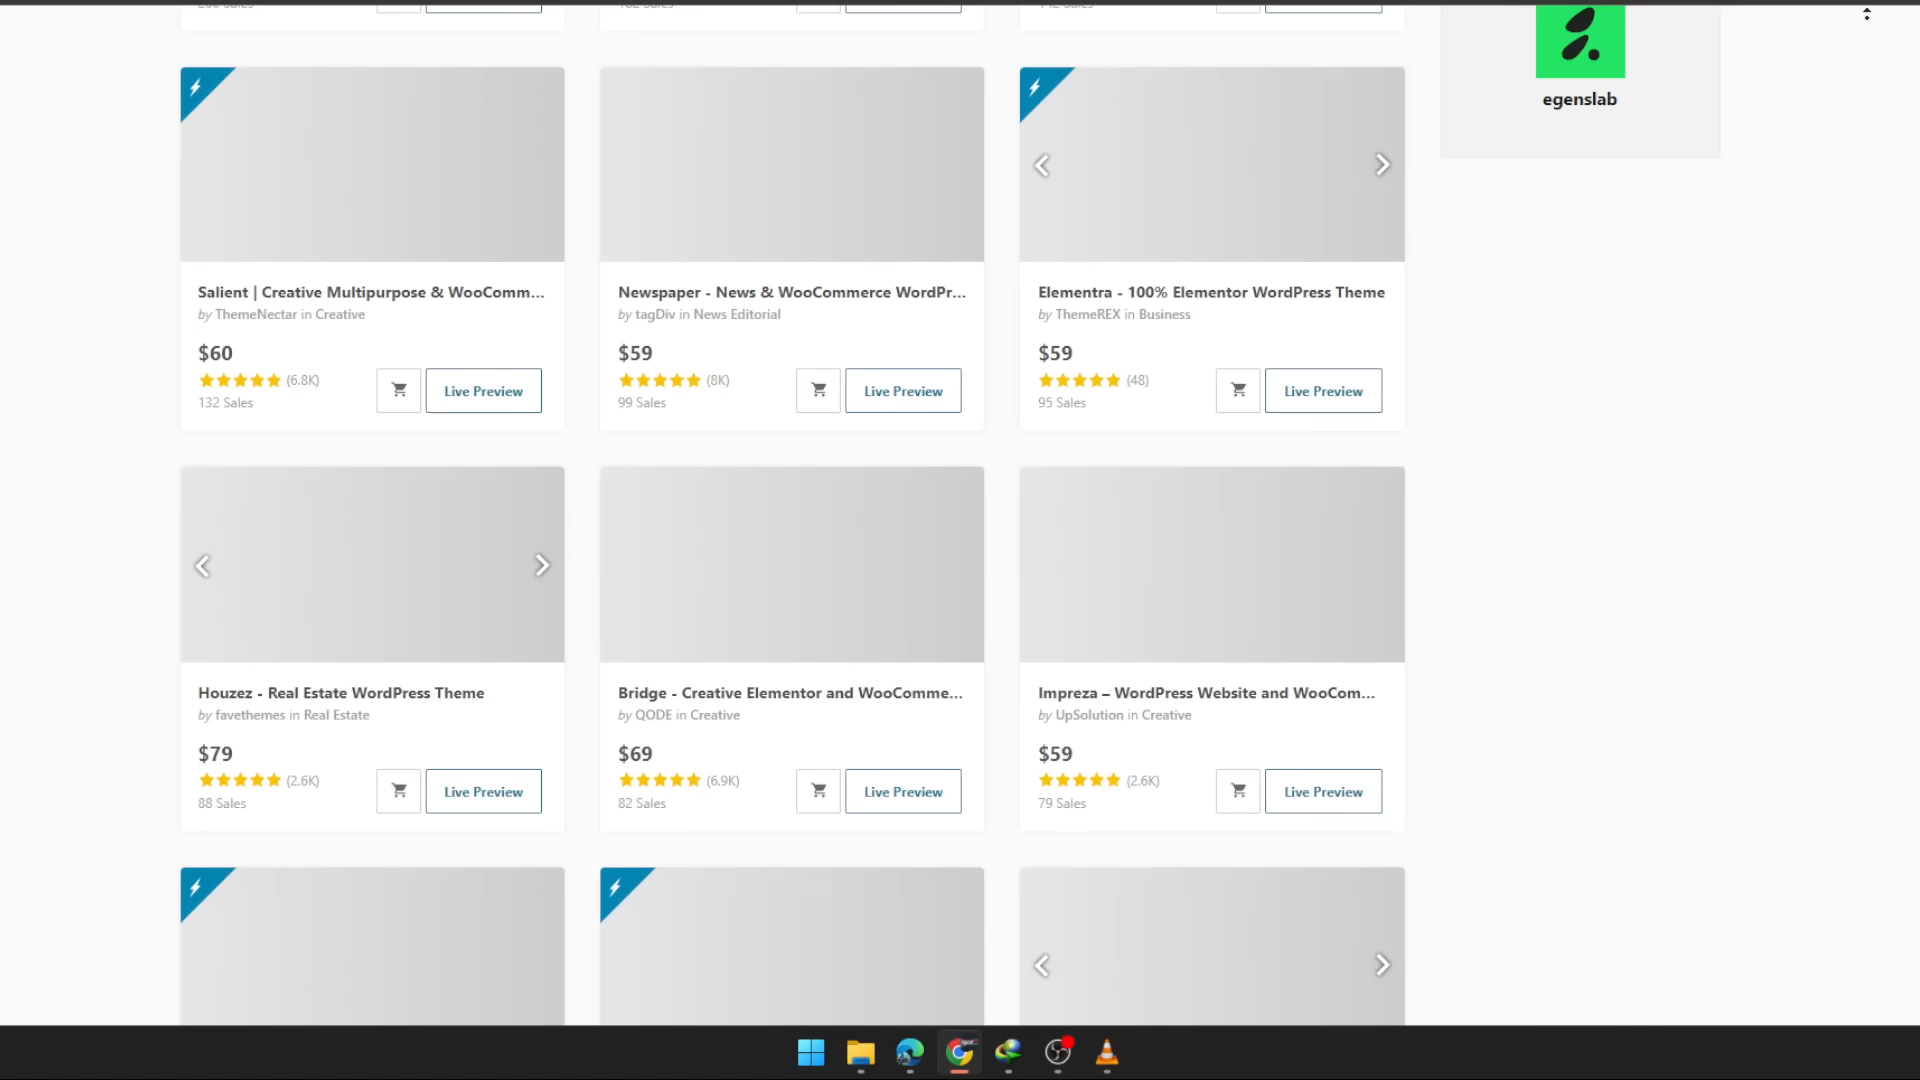 egenslab
Salient | Creative Multipurpose & WooComm...
by ThemeNectar in Creative
$60
(6.8K)
132 Sales
Live Preview
Newspaper - News & WooCommerce WordPr...
by tagDiv in News Editorial
$59
(8K)
99 Sales
Live Preview
Elementra - 100% Elementor WordPress Theme
by ThemeREX in Business
$59
(48)
95 Sales
Live Preview
Houzez - Real Estate WordPress Theme
by favethemes in Real Estate
$79
(2.6K)
88 Sales
Live Preview
Bridge - Creative Elementor and WooComme...
by QODE in Creative
$69
(6.9K)
82 Sales
Live Preview
Impreza – WordPress Website and WooCom...
by UpSolution in Creative
$59
(2.6K)
79 Sales
Live Preview